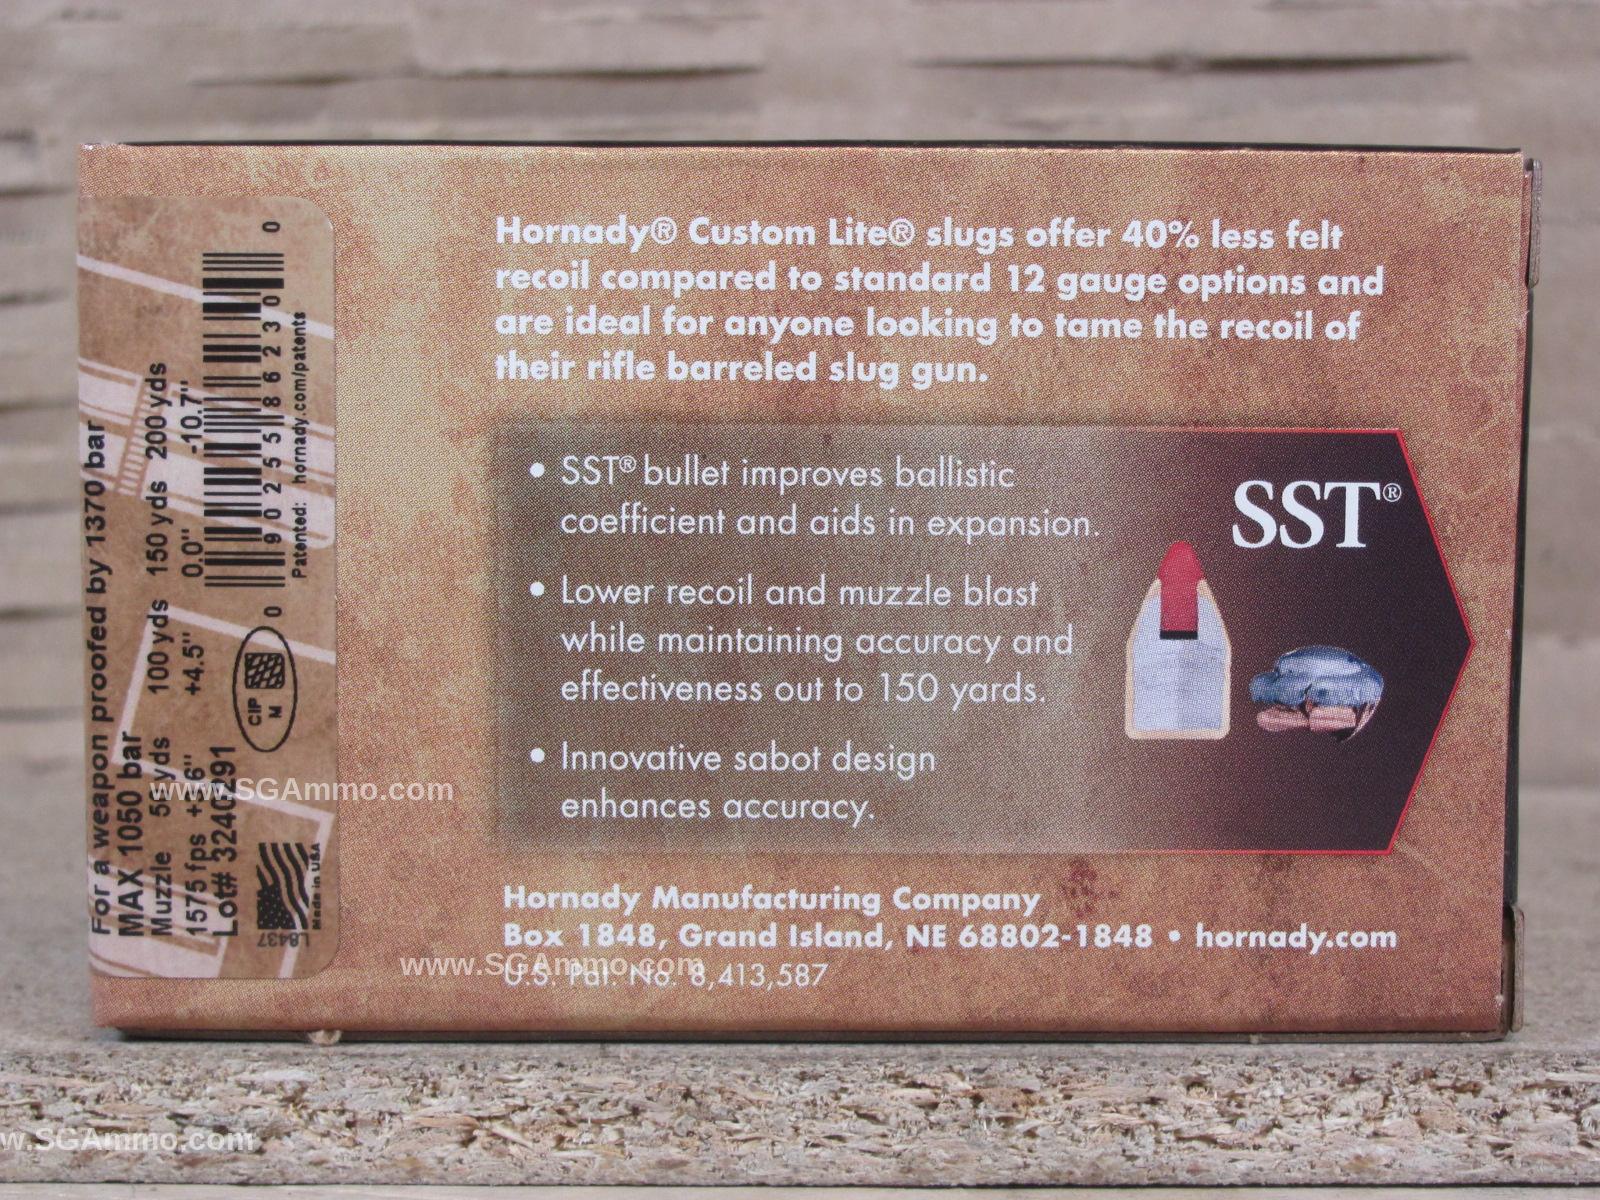 Hornady® Custom Lite® slugs offer 40% less felt
recoil compared to standard 12 gauge options and
are ideal for anyone looking to tame the recoil of
their rifle barreled slug gun.
• SST® bullet improves ballistic
coefficient and aids in expansion.
• Lower recoil and muzzle blast
while maintaining accuracy and
effectiveness out to 150 yards.
• Innovative sabot design
enhances accuracy.
SST®
Hornady Manufacturing Company
Box 1848, Grand Island, NE 68802-1848 • hornady.com
U.S. Pat. No. 8,413,587
For a weapon proofed by 1370 bar
MAX 1050 bar
Muzzle 50 yds 100 yds 150 yds 200 yds
1575 fps +3.6" +4.5" 0.0" -10.7"
Lot# 3240291
CIP
M
0 90255 86230 0
Patented: hornady.com/patents
Made in USA
L8437
www.SGAmmo.com
www.SGAmmo.com
w.SGAmmo.com